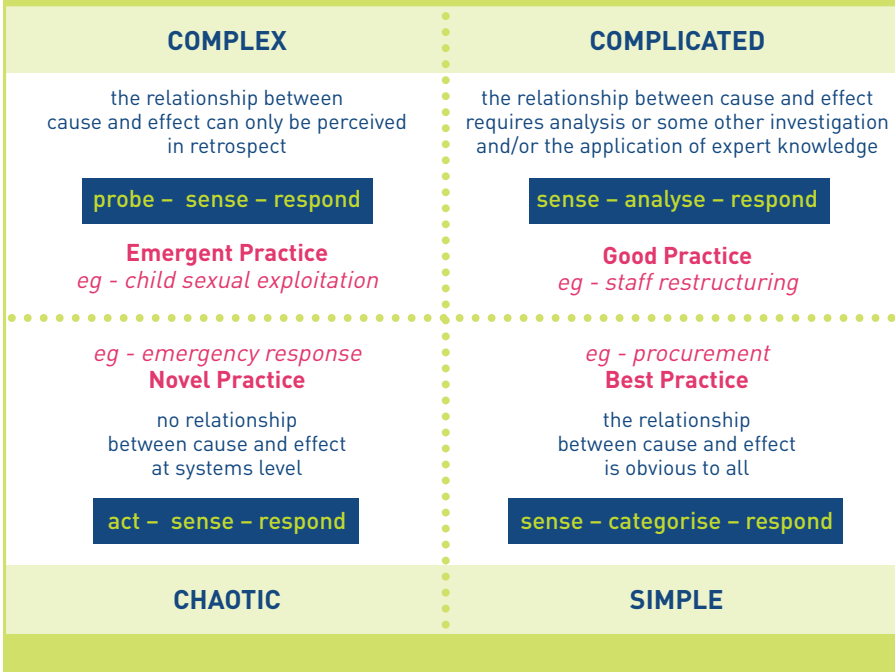 COMPLEX
the relationship between
cause and effect can only be perceived
in retrospect
probe – sense – respond
Emergent Practice
eg - child sexual exploitation
COMPLICATED
the relationship between cause and effect
requires analysis or some other investigation
and/or the application of expert knowledge
sense – analyse – respond
Good Practice
eg - staff restructuring
eg - emergency response
Novel Practice
no relationship
between cause and effect
at systems level
act – sense – respond
CHAOTIC
eg - procurement
Best Practice
the relationship
between cause and effect
is obvious to all
sense – categorise – respond
SIMPLE